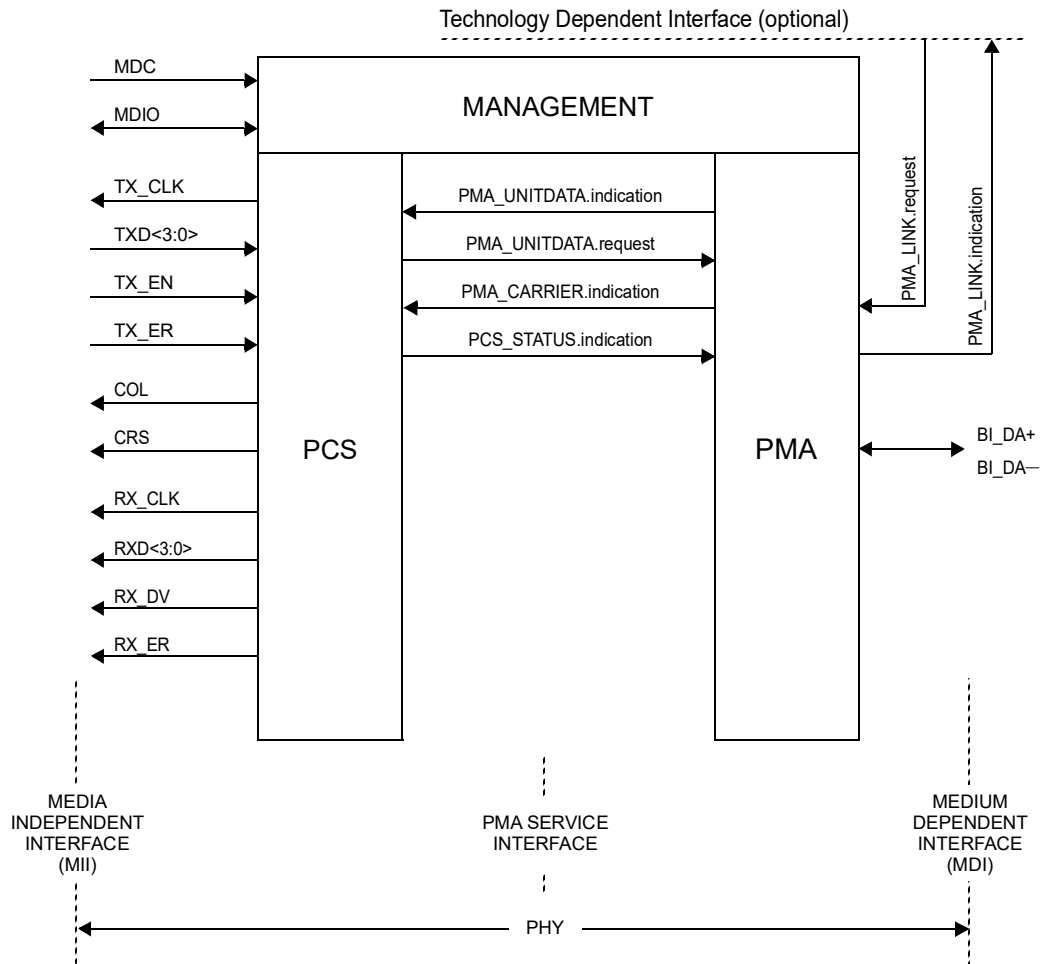 Technology Dependent Interface (optional)
MDC
MDIO
MANAGEMENT
TX_CLK
TXD<3:0>
TX_EN
TX_ER
COL
CRS
RX_CLK
RXD<3:0>
RX_DV
RX_ER
PCS
PMA_UNITDATA.indication
PMA_UNITDATA.request
PMA_CARRIER.indication
PCS_STATUS.indication
PMA
PMA_LINK.request
PMA_LINK.indication
BI_DA+
BI_DA—
MEDIA
INDEPENDENT
INTERFACE
(MII)
PMA SERVICE
INTERFACE
MEDIUM
DEPENDENT
INTERFACE
(MDI)
PHY